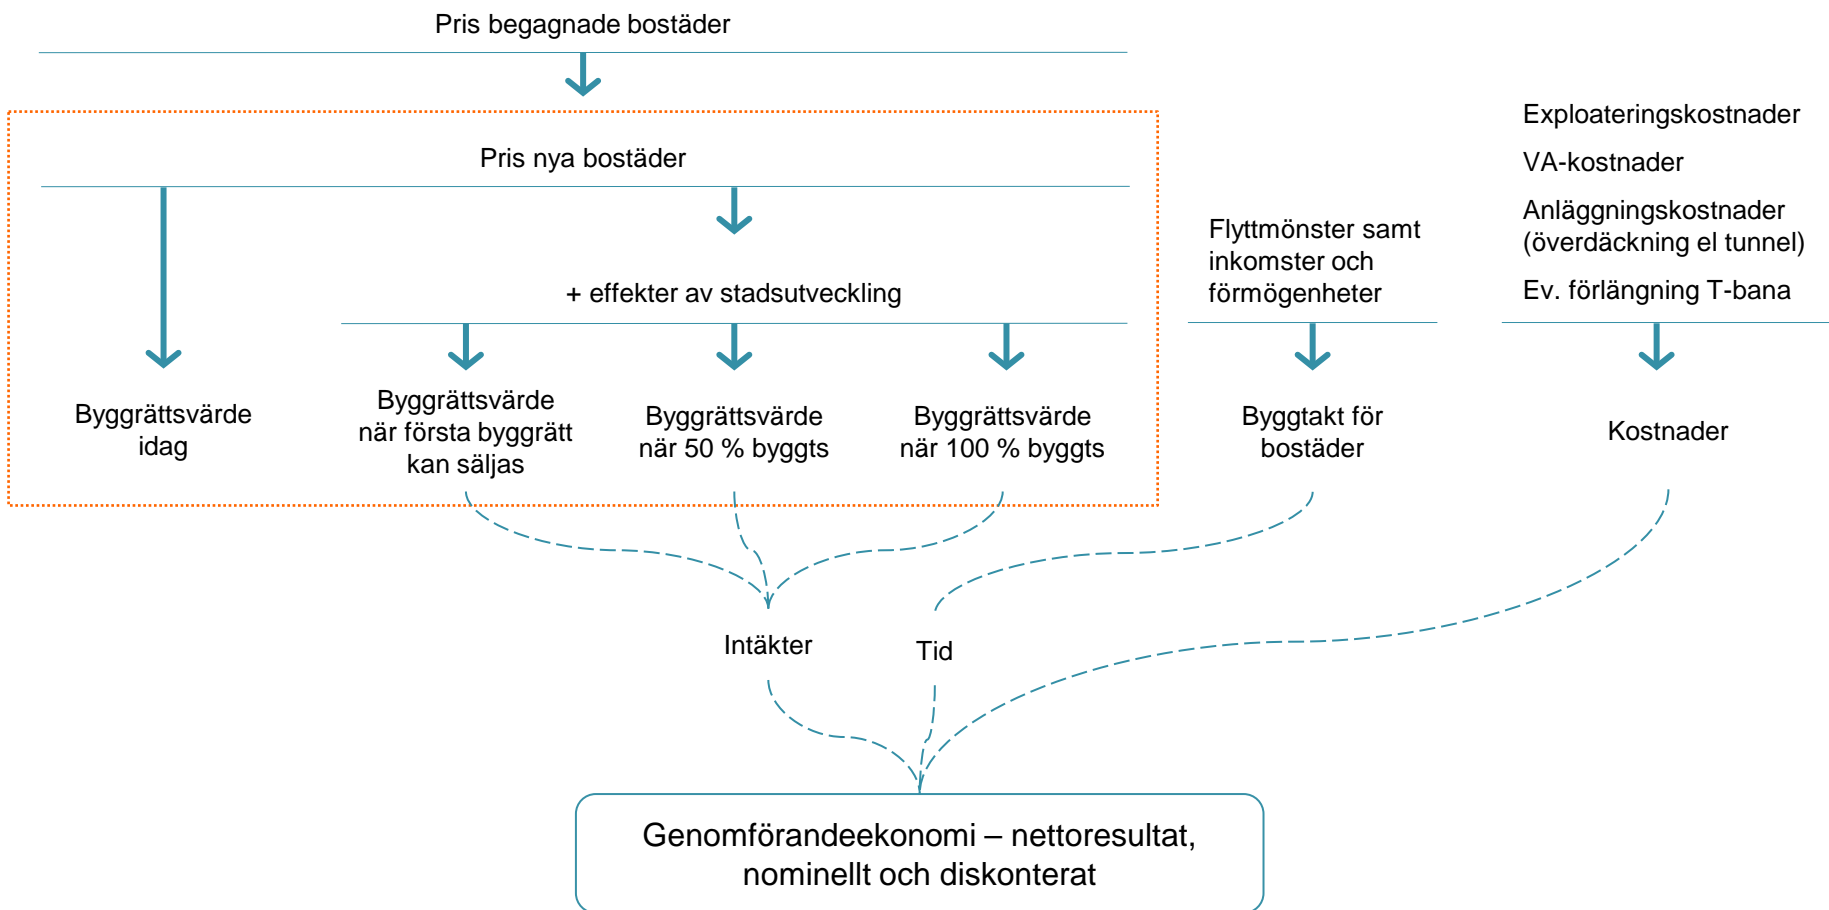 Pris begagnade bostäder
Pris nya bostäder
+ effekter av stadsutveckling
Byggrättsvärde
idag
Byggrättsvärde
när första byggrätt
kan säljas
Byggrättsvärde
när 50 % byggts
Byggrättsvärde
när 100 % byggts
Flyttmönster samt
inkomster och
förmögenheter
Byggtakt för
bostäder
Exploateringskostnader
VA-kostnader
Anläggningskostnader
(överdäckning el tunnel)
Ev. förlängning T-bana
Kostnader
Intäkter
Tid
Genomförandeekonomi – nettoresultat,
nominellt och diskonterat